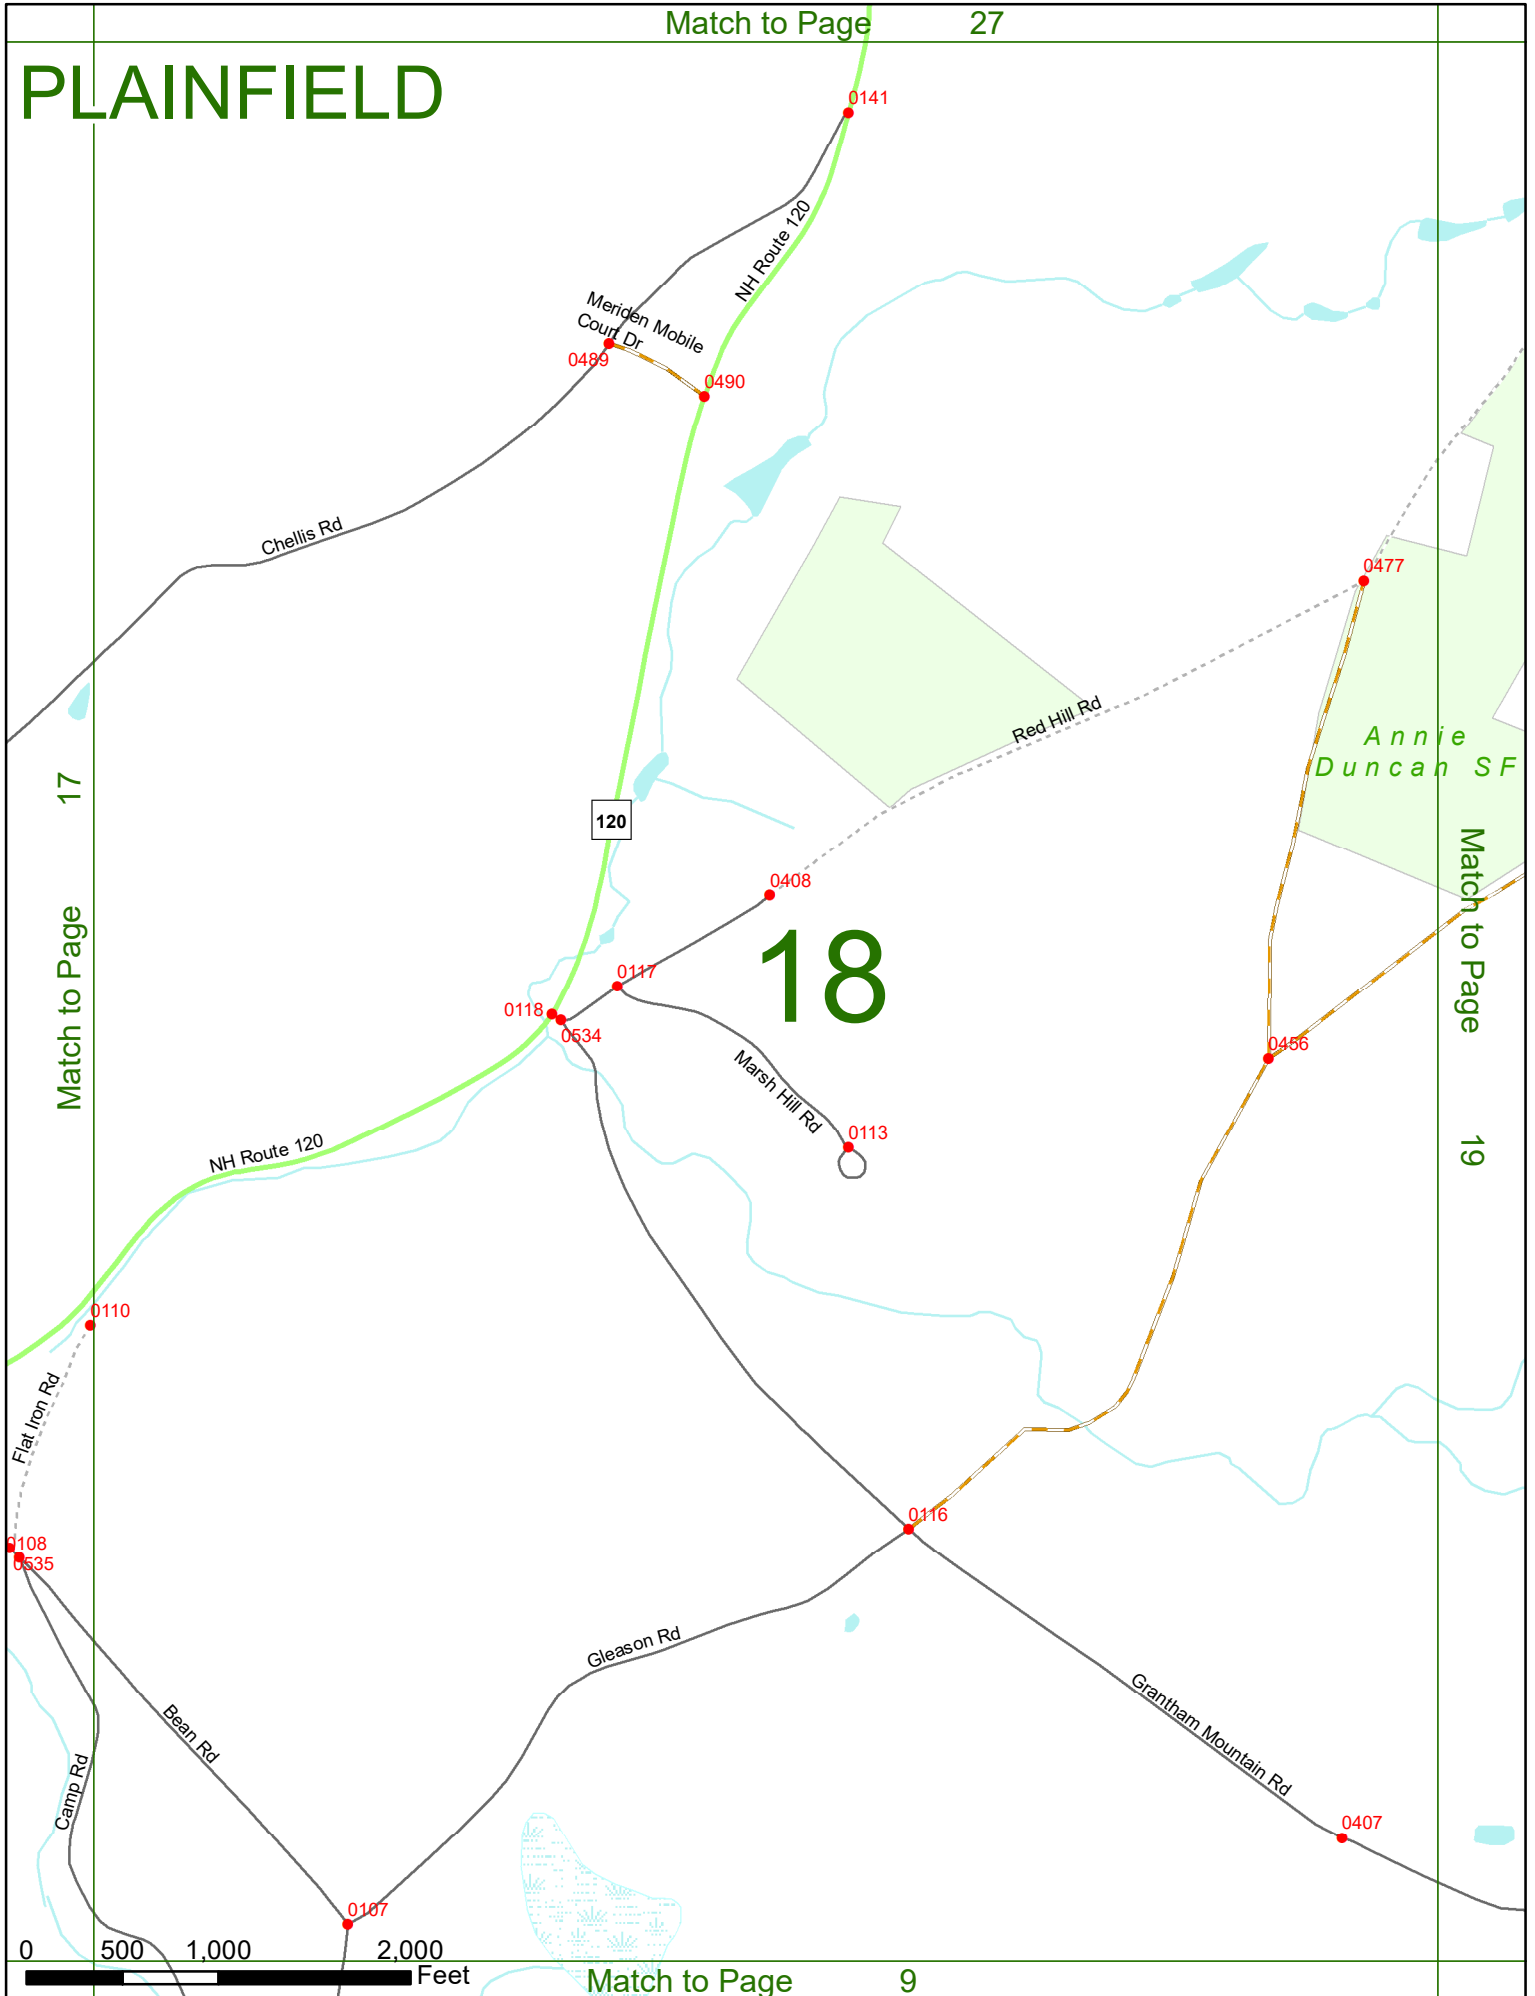 Match to Page 27
PLAINFIELD
0141
NH Route 120
Meriden Mobile
Court Dr
0489
0490
Chellis Rd
0477
Red Hill Rd
Annie
Duncan SF
17
Match to Page
120
Match to Page
19
0408
18
0117
0118
0534
0456
Marsh Hill Rd
0113
NH Route 120
0110
Flat Iron Rd
0116
0108
0535
Gleason Rd
Grantham Mountain Rd
Bean Rd
Camp Rd
0407
0107
0 500 1,000 2,000
Feet
Match to Page 9